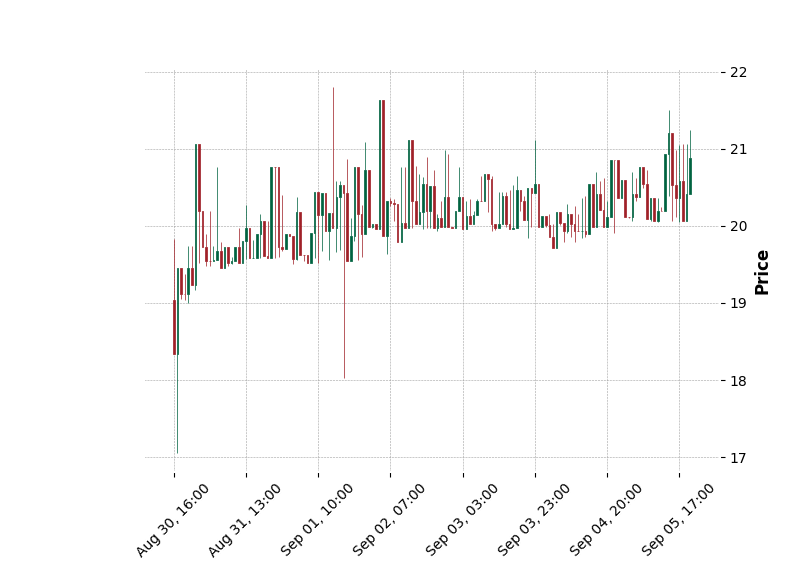 22
21
20
19
18
17
Price
Aug 30, 16:00
Aug 31, 13:00
Sep 01, 10:00
Sep 02, 07:00
Sep 03, 03:00
Sep 03, 23:00
Sep 04, 20:00
Sep 05, 17:00